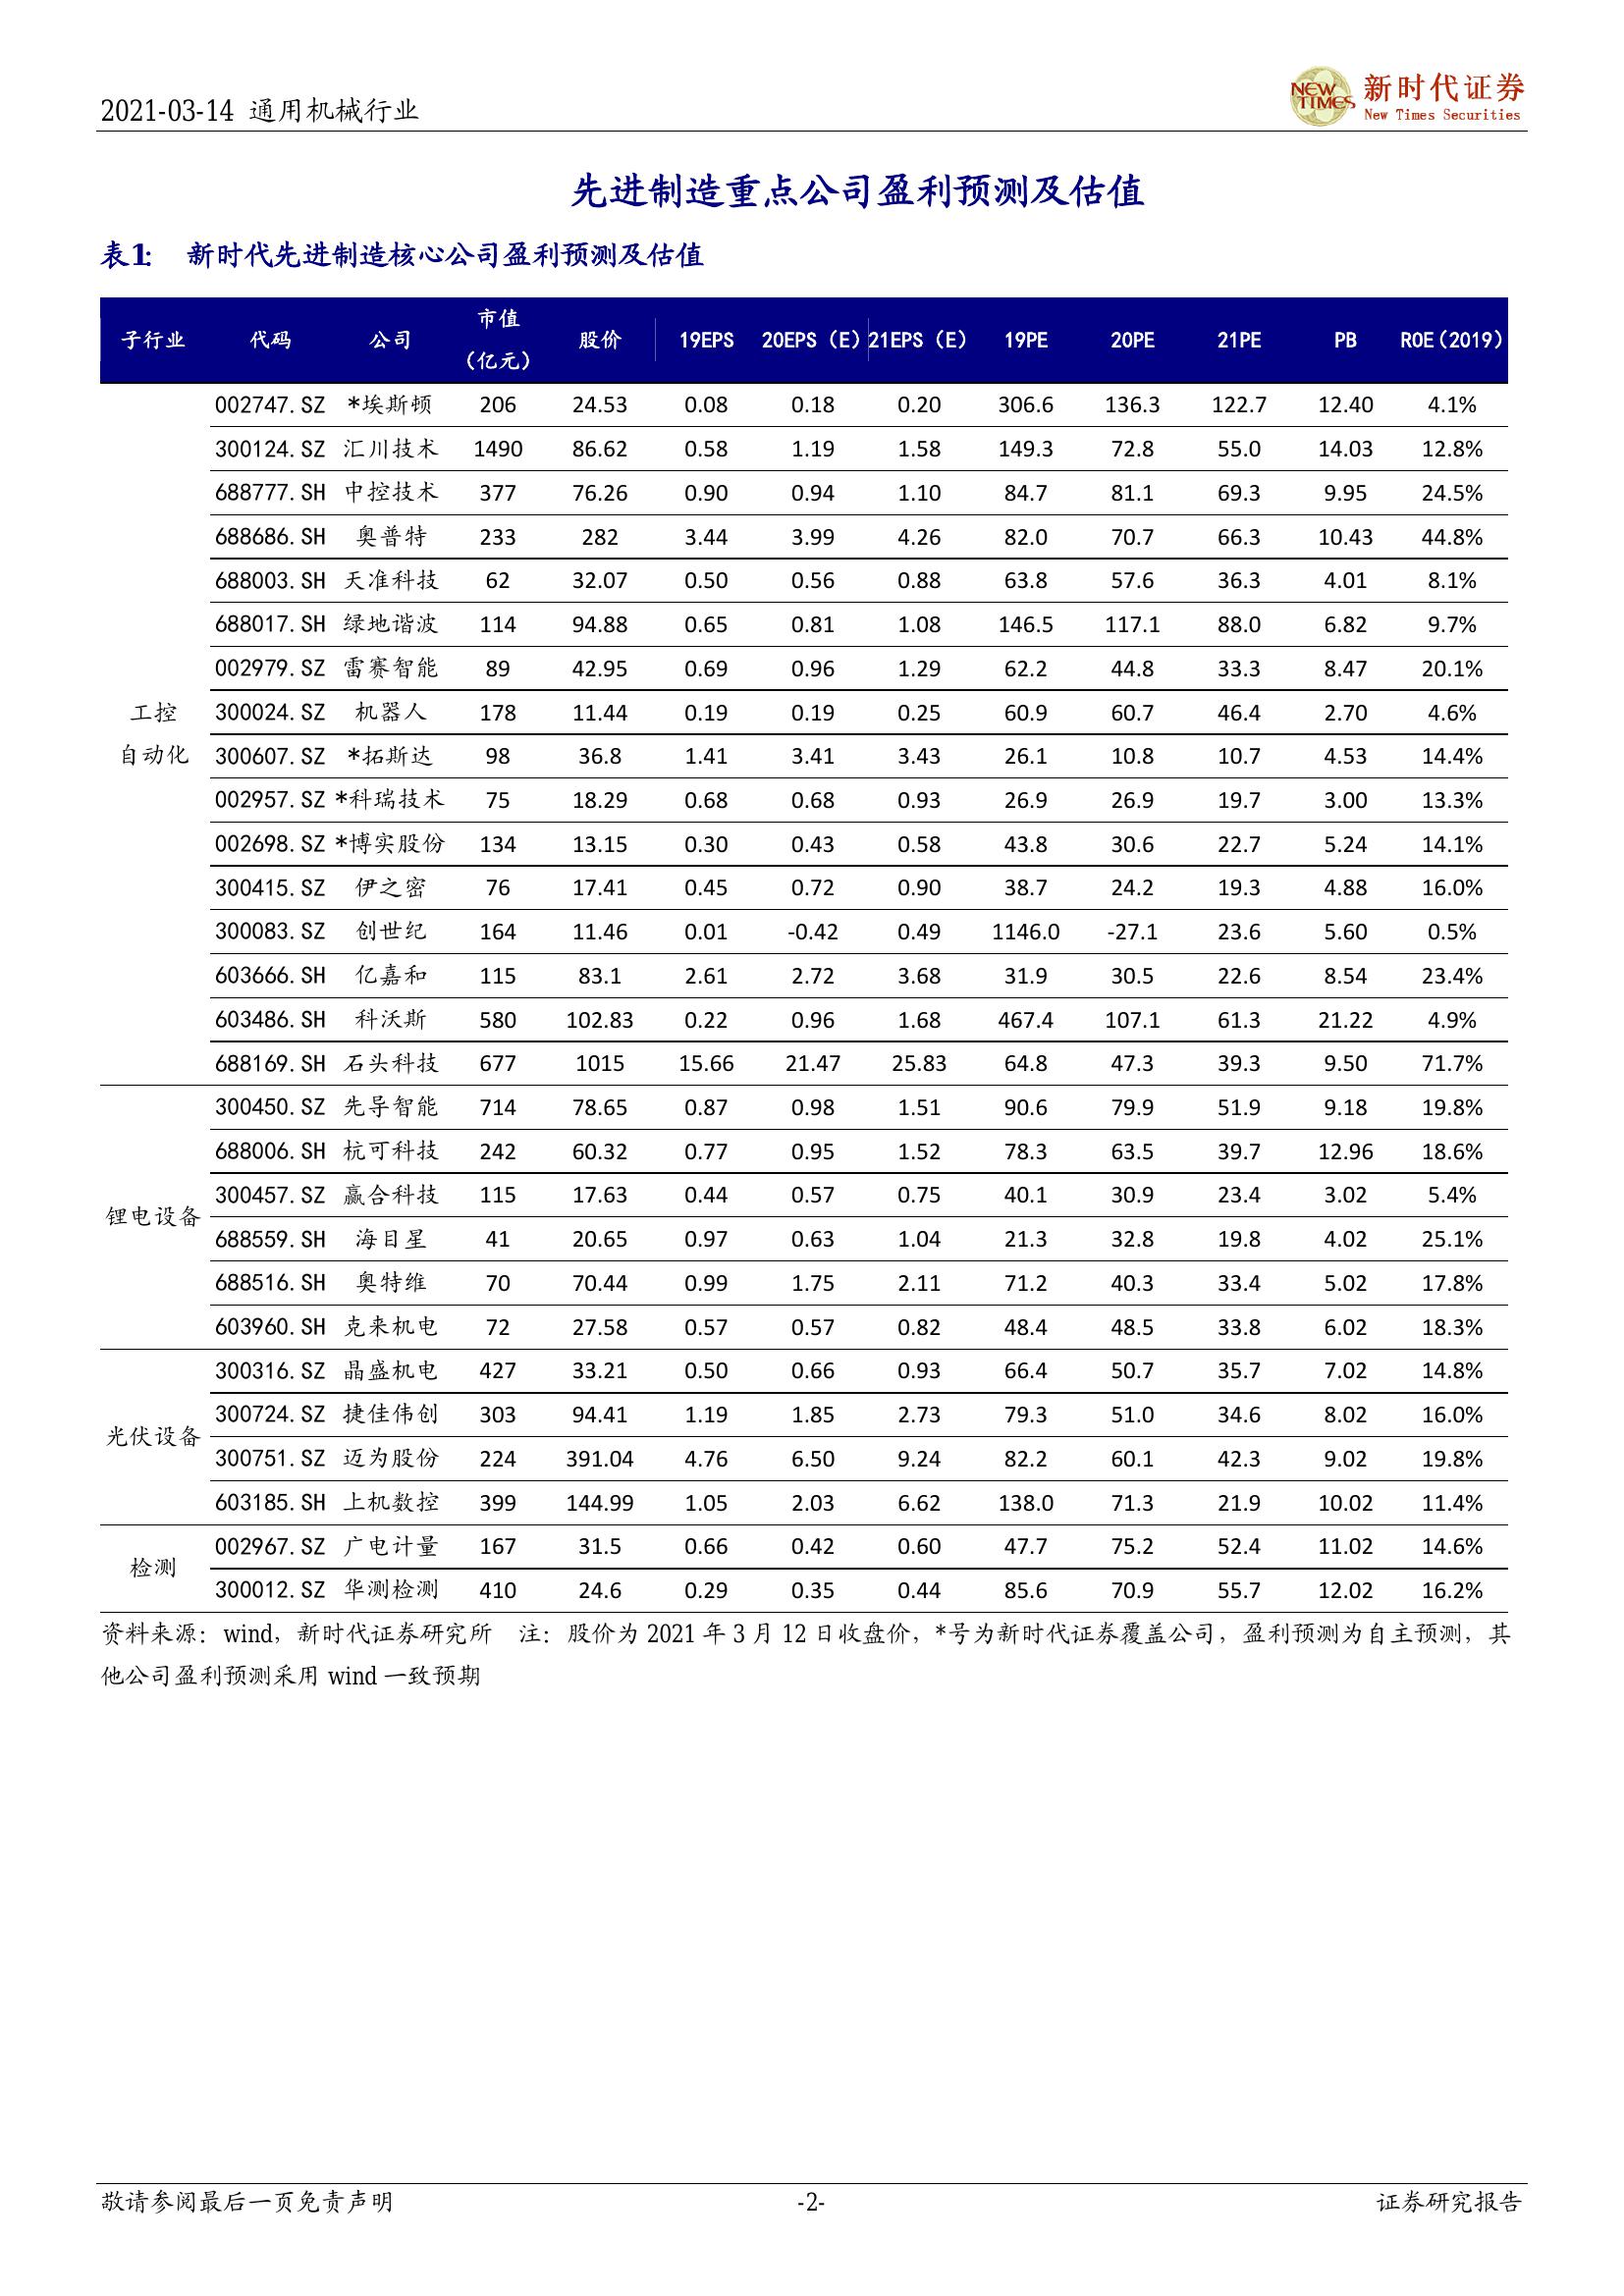 2021-03-14 通用机械行业
NEW TIMES 新时代证券
New Times Securities
先进制造重点公司盈利预测及估值
表1: 新时代先进制造核心公司盈利预测及估值
子行业 代码 公司 市值（亿元） 股价 19EPS 20EPS（E） 21EPS（E） 19PE 20PE 21PE PB ROE（2019）
工控自动化
002747.SZ *埃斯顿 206 24.53 0.08 0.18 0.20 306.6 136.3 122.7 12.40 4.1%
300124.SZ 汇川技术 1490 86.62 0.58 1.19 1.58 149.3 72.8 55.0 14.03 12.8%
688777.SH 中控技术 377 76.26 0.90 0.94 1.10 84.7 81.1 69.3 9.95 24.5%
688686.SH 奥普特 233 282 3.44 3.99 4.26 82.0 70.7 66.3 10.43 44.8%
688003.SH 天准科技 62 32.07 0.50 0.56 0.88 63.8 57.6 36.3 4.01 8.1%
688017.SH 绿地谐波 114 94.88 0.65 0.81 1.08 146.5 117.1 88.0 6.82 9.7%
002979.SZ 雷赛智能 89 42.95 0.69 0.96 1.29 62.2 44.8 33.3 8.47 20.1%
300024.SZ 机器人 178 11.44 0.19 0.19 0.25 60.9 60.7 46.4 2.70 4.6%
300607.SZ *拓斯达 98 36.8 1.41 3.41 3.43 26.1 10.8 10.7 4.53 14.4%
002957.SZ *科瑞技术 75 18.29 0.68 0.68 0.93 26.9 26.9 19.7 3.00 13.3%
002698.SZ *博实股份 134 13.15 0.30 0.43 0.58 43.8 30.6 22.7 5.24 14.1%
300415.SZ 伊之密 76 17.41 0.45 0.72 0.90 38.7 24.2 19.3 4.88 16.0%
300083.SZ 创世纪 164 11.46 0.01 -0.42 0.49 1146.0 -27.1 23.6 5.60 0.5%
603666.SH 亿嘉和 115 83.1 2.61 2.72 3.68 31.9 30.5 22.6 8.54 23.4%
603486.SH 科沃斯 580 102.83 0.22 0.96 1.68 467.4 107.1 61.3 21.22 4.9%
688169.SH 石头科技 677 1015 15.66 21.47 25.83 64.8 47.3 39.3 9.50 71.7%
锂电设备
300450.SZ 先导智能 714 78.65 0.87 0.98 1.51 90.6 79.9 51.9 9.18 19.8%
688006.SH 杭可科技 242 60.32 0.77 0.95 1.52 78.3 63.5 39.7 12.96 18.6%
300457.SZ 赢合科技 115 17.63 0.44 0.57 0.75 40.1 30.9 23.4 3.02 5.4%
688559.SH 海目星 41 20.65 0.97 0.63 1.04 21.3 32.8 19.8 4.02 25.1%
688516.SH 奥特维 70 70.44 0.99 1.75 2.11 71.2 40.3 33.4 5.02 17.8%
603960.SH 克来机电 72 27.58 0.57 0.57 0.82 48.4 48.5 33.8 6.02 18.3%
光伏设备
300316.SZ 晶盛机电 427 33.21 0.50 0.66 0.93 66.4 50.7 35.7 7.02 14.8%
300724.SZ 捷佳伟创 303 94.41 1.19 1.85 2.73 79.3 51.0 34.6 8.02 16.0%
300751.SZ 迈为股份 224 391.04 4.76 6.50 9.24 82.2 60.1 42.3 9.02 19.8%
603185.SH 上机数控 399 144.99 1.05 2.03 6.62 138.0 71.3 21.9 10.02 11.4%
检测
002967.SZ 广电计量 167 31.5 0.66 0.42 0.60 47.7 75.2 52.4 11.02 14.6%
300012.SZ 华测检测 410 24.6 0.29 0.35 0.44 85.6 70.9 55.7 12.02 16.2%
资料来源：wind，新时代证券研究所 注：股价为 2021 年 3 月 12 日收盘价，*号为新时代证券覆盖公司，盈利预测为自主预测，其
他公司盈利预测采用 wind 一致预期
敬请参阅最后一页免责声明 -2- 证券研究报告